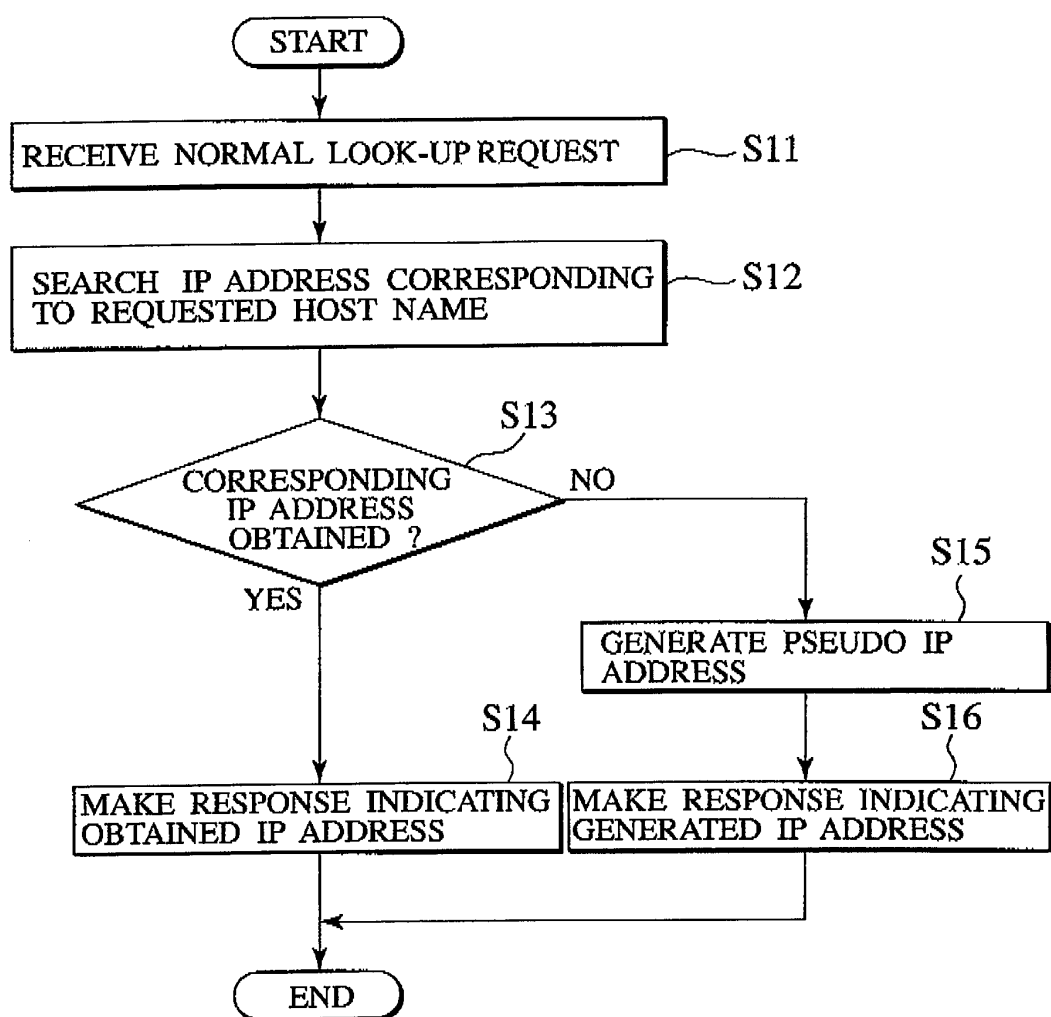 START
RECEIVE NORMAL LOOK-UP REQUEST
S11
SEARCH IP ADDRESS CORRESPONDING
TO REQUESTED HOST NAME
S12
S13
CORRESPONDING
IP ADDRESS
OBTAINED ?
NO
YES
S15
GENERATE PSEUDO IP
ADDRESS
S14
MAKE RESPONSE INDICATING
OBTAINED IP ADDRESS
S16
MAKE RESPONSE INDICATING
GENERATED IP ADDRESS
END